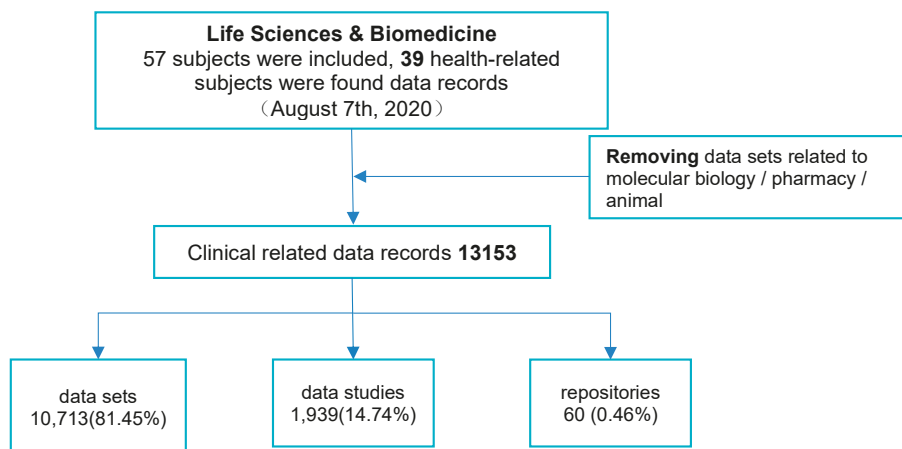 Life Sciences & Biomedicine
57 subjects were included, 39 health-related
subjects were found data records
（August 7th, 2020）
Removing data sets related to
molecular biology / pharmacy /
animal
Clinical related data records 13153
data sets
10,713(81.45%)
data studies
1,939(14.74%)
repositories
60 (0.46%)